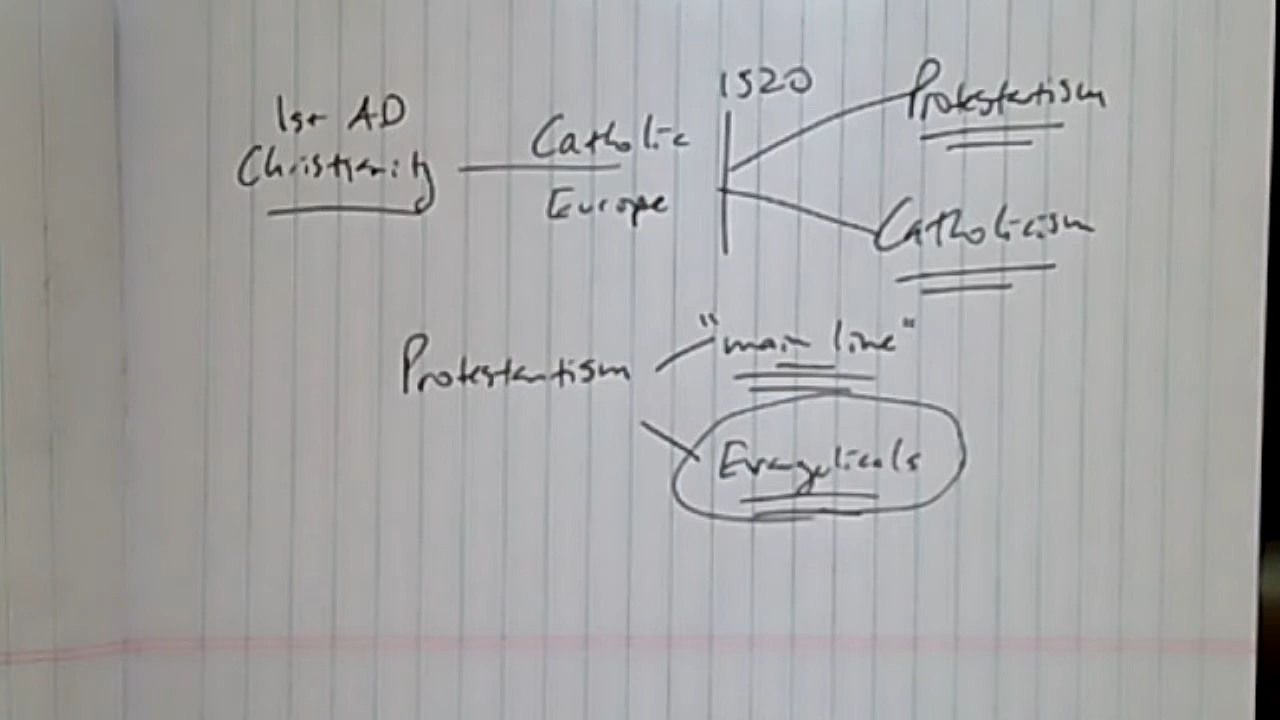 1st AD
Christianity
Catholic
Europe
1520
Protestantism
Catholicism
Protestantism
"main line"
Evangelicals